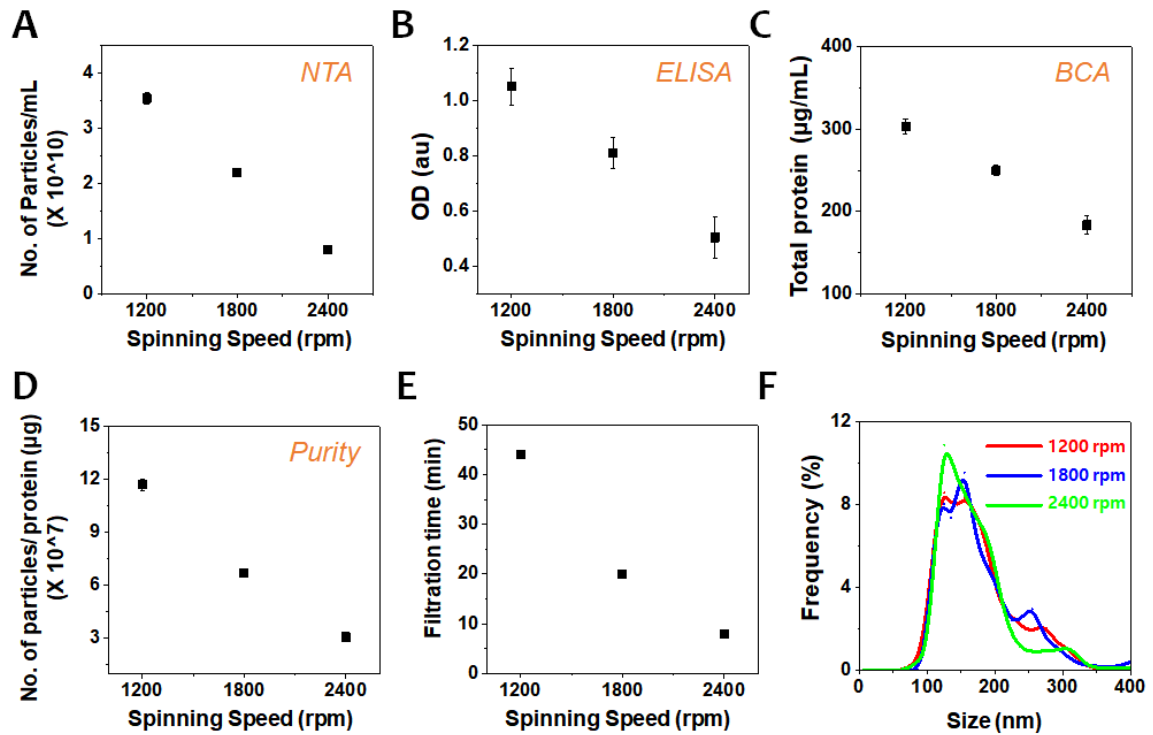 A
NTA
No. of Particles/mL
(X 10^10)
4
3
2
1
0
1200 1800 2400
Spinning Speed (rpm)
B
ELISA
OD (au)
1.2
1.0
0.8
0.6
0.4
1200 1800 2400
Spinning Speed (rpm)
C
BCA
Total protein (µg/mL)
400
300
200
100
1200 1800 2400
Spinning Speed (rpm)
D
Purity
No. of particles/ protein (µg)
(X 10^7)
15
12
9
6
3
1200 1800 2400
Spinning Speed (rpm)
E
Filtration time (min)
50
40
30
20
10
0
1200 1800 2400
Spinning Speed (rpm)
F
Frequency (%)
12
8
4
0
1200 rpm
1800 rpm
2400 rpm
0 100 200 300 400
Size (nm)